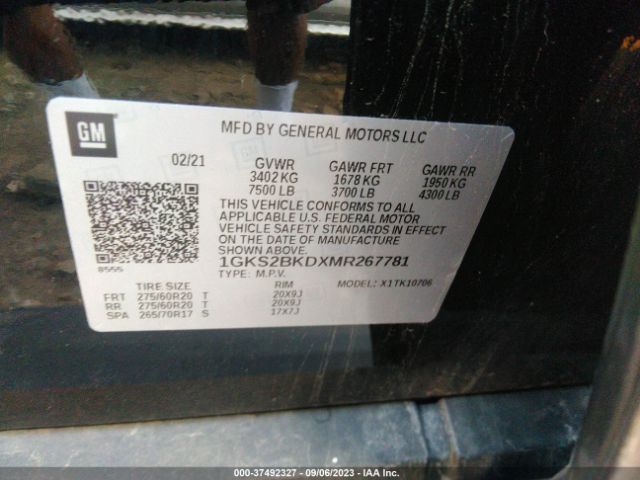 GM
MFD BY GENERAL MOTORS LLC
02/21 GVWR GAWR FRT GAWR RR
3402 KG 1678 KG 1950 KG
7500 LB 3700 LB 4300 LB
THIS VEHICLE CONFORMS TO ALL
APPLICABLE U.S. FEDERAL MOTOR
VEHICLE SAFETY STANDARDS IN EFFECT
ON THE DATE OF MANUFACTURE
SHOWN ABOVE.
1GKS2BKDXMR267781
8555
TYPE: M.P.V. MODEL: X1TK10706
TIRE SIZE RIM
FRT 275/60R20 T 20X9J
RR 275/60R20 T 20X9J
SPA 265/70R17 S 17X7J
000-37492327 - 09/06/2023 - IAA Inc.